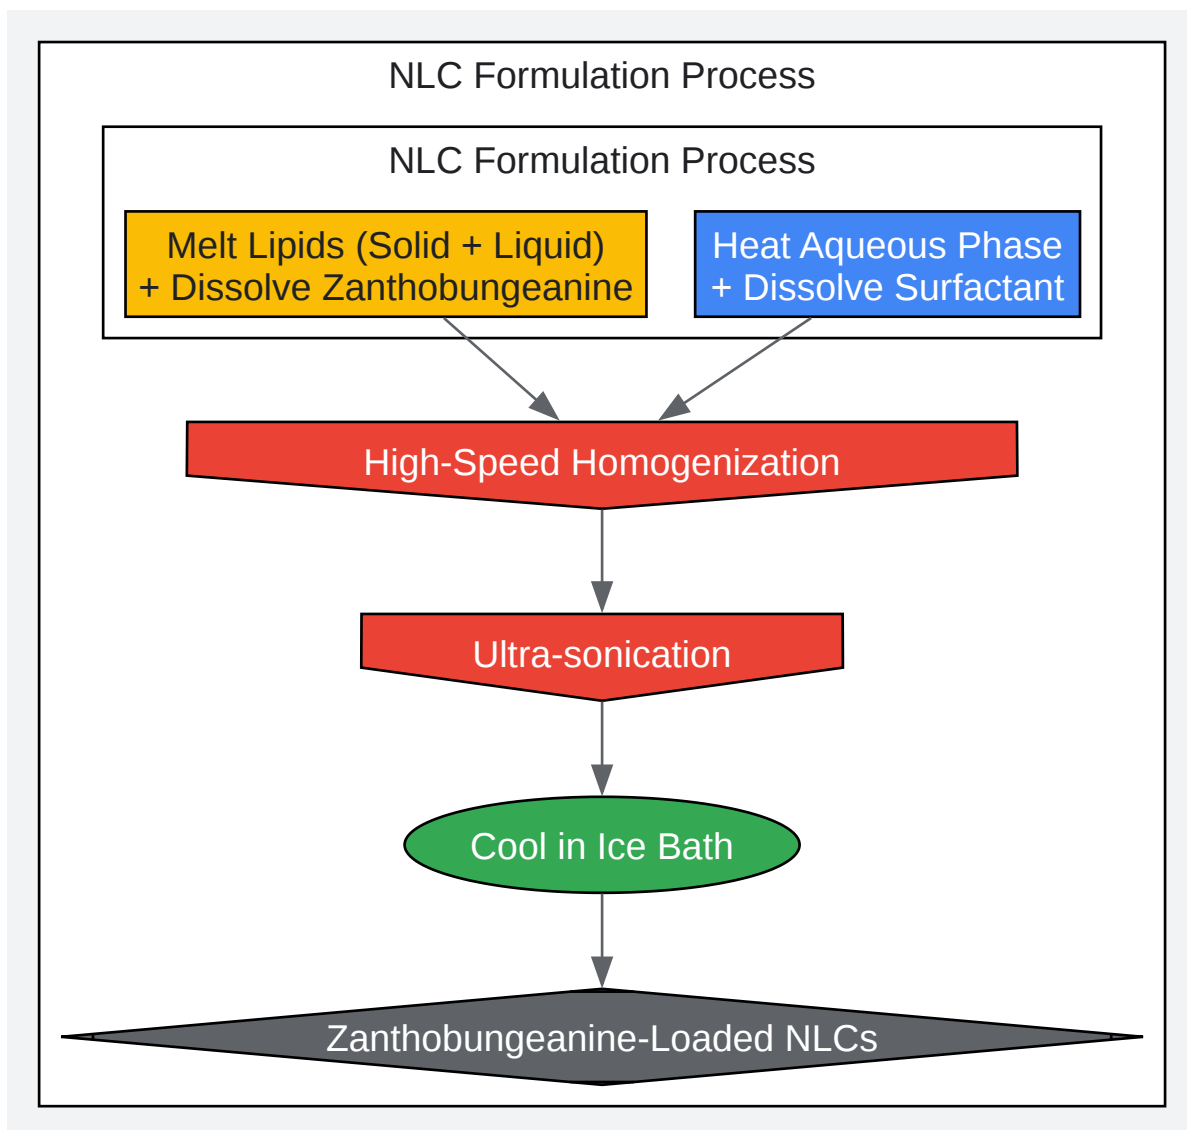 NLC Formulation Process
NLC Formulation Process
Melt Lipids (Solid + Liquid)
+ Dissolve Zanthobungeanine
Heat Aqueous Phase
+ Dissolve Surfactant
High-Speed Homogenization
Ultra-sonication
Cool in Ice Bath
Zanthobungeanine-Loaded NLCs